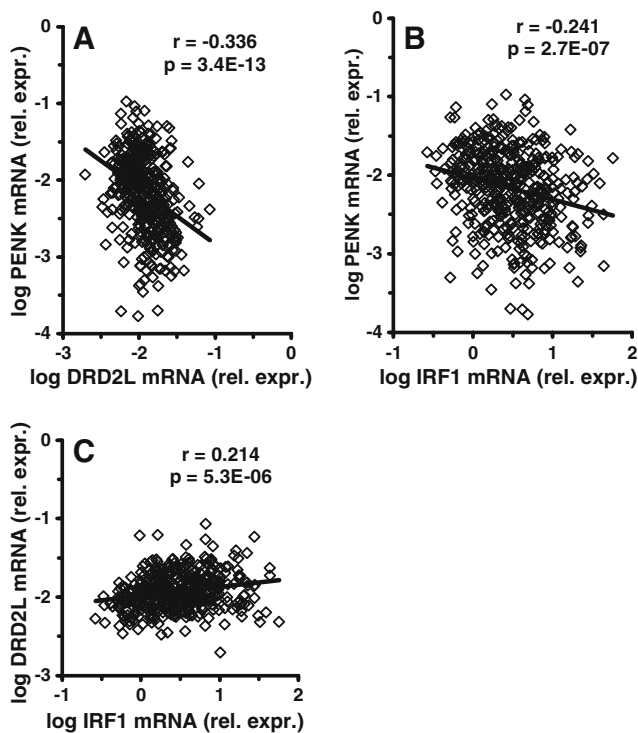 A
r = -0.336
p = 3.4E-13
log PENK mRNA (rel. expr.)
0
-1
-2
-3
-4
-3
-2
-1
0
log DRD2L mRNA (rel. expr.)
B
r = -0.241
p = 2.7E-07
log PENK mRNA (rel. expr.)
0
-1
-2
-3
-4
-1
0
1
2
log IRF1 mRNA (rel. expr.)
C
r = 0.214
p = 5.3E-06
log DRD2L mRNA (rel. expr.)
0
-1
-2
-3
-1
0
1
2
log IRF1 mRNA (rel. expr.)